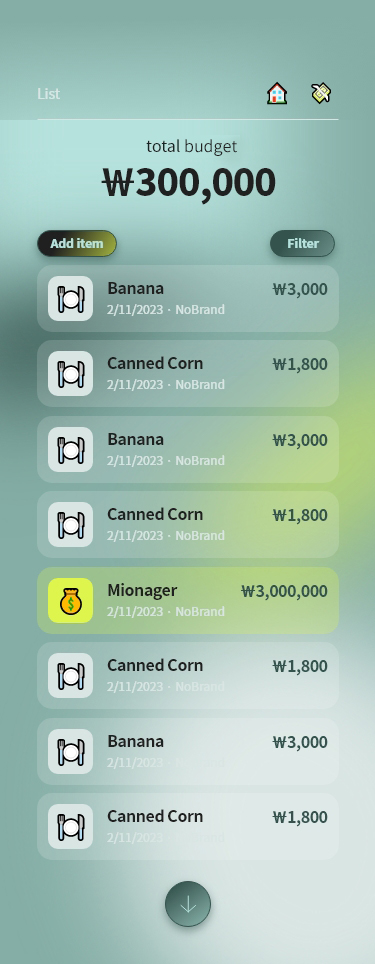 List
total budget
₩300,000
Add item
Filter
Banana
₩3,000
2/11/2023 · NoBrand
Canned Corn
₩1,800
2/11/2023 · NoBrand
Banana
₩3,000
2/11/2023 · NoBrand
Canned Corn
₩1,800
2/11/2023 · NoBrand
Mionager
₩3,000,000
2/11/2023 · NoBrand
Canned Corn
₩1,800
2/11/2023 · NoBrand
Banana
₩3,000
2/11/2023
Canned Corn
₩1,800
2/11/2023